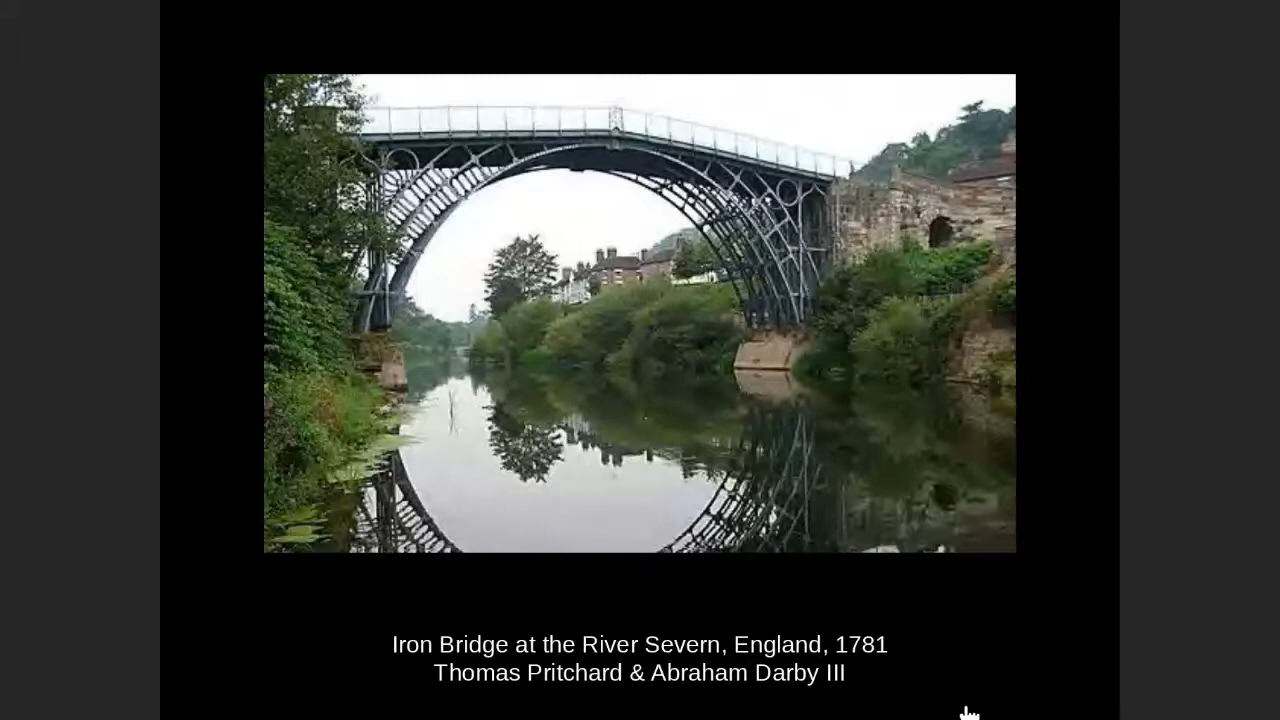 Iron Bridge at the River Severn, England, 1781
Thomas Pritchard & Abraham Darby III